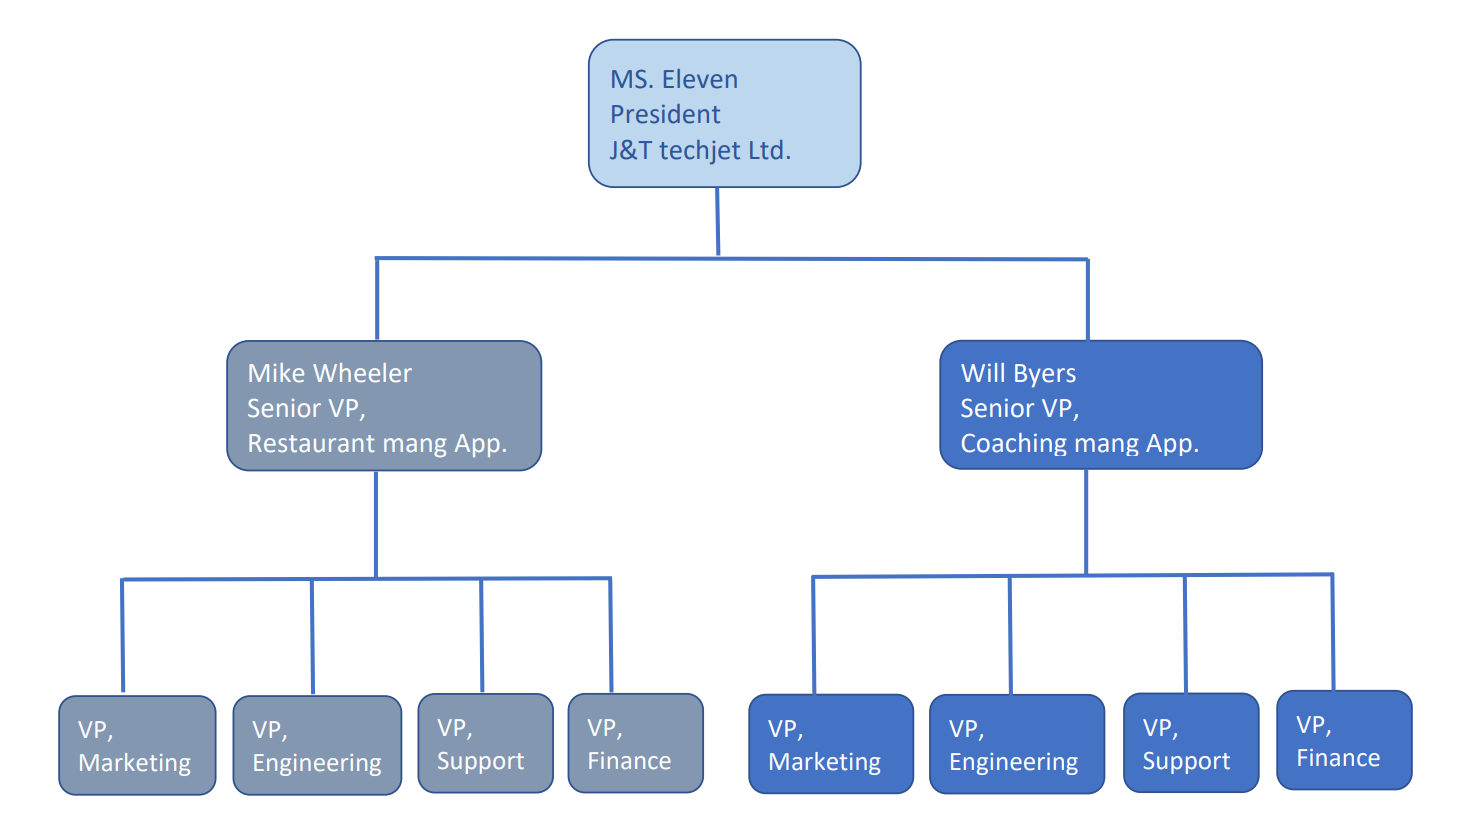 MS. Eleven
President
J&T techjet Ltd.
Mike Wheeler
Senior VP,
Restaurant mang App.
Will Byers
Senior VP,
Coaching mang App.
VP,
Marketing
VP,
Engineering
VP,
Support
VP,
Finance
VP,
Marketing
VP,
Engineering
VP,
Support
VP,
Finance